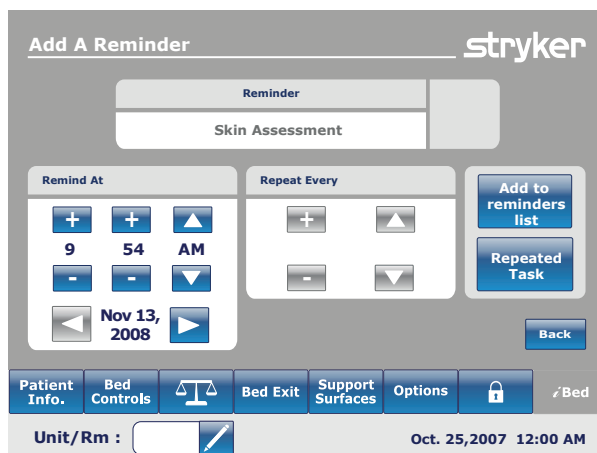 Add A Reminder
stryker
Reminder
Skin Assessment
Remind At
Repeat Every
+ +
+
9 54 AM
- -
-
Nov 13,
2008
Add to
reminders
list
Repeated
Task
Back
Patient
Info.
Bed
Controls
Bed Exit
Support
Surfaces
Options
iBed
Unit/Rm :
Oct. 25,2007 12:00 AM